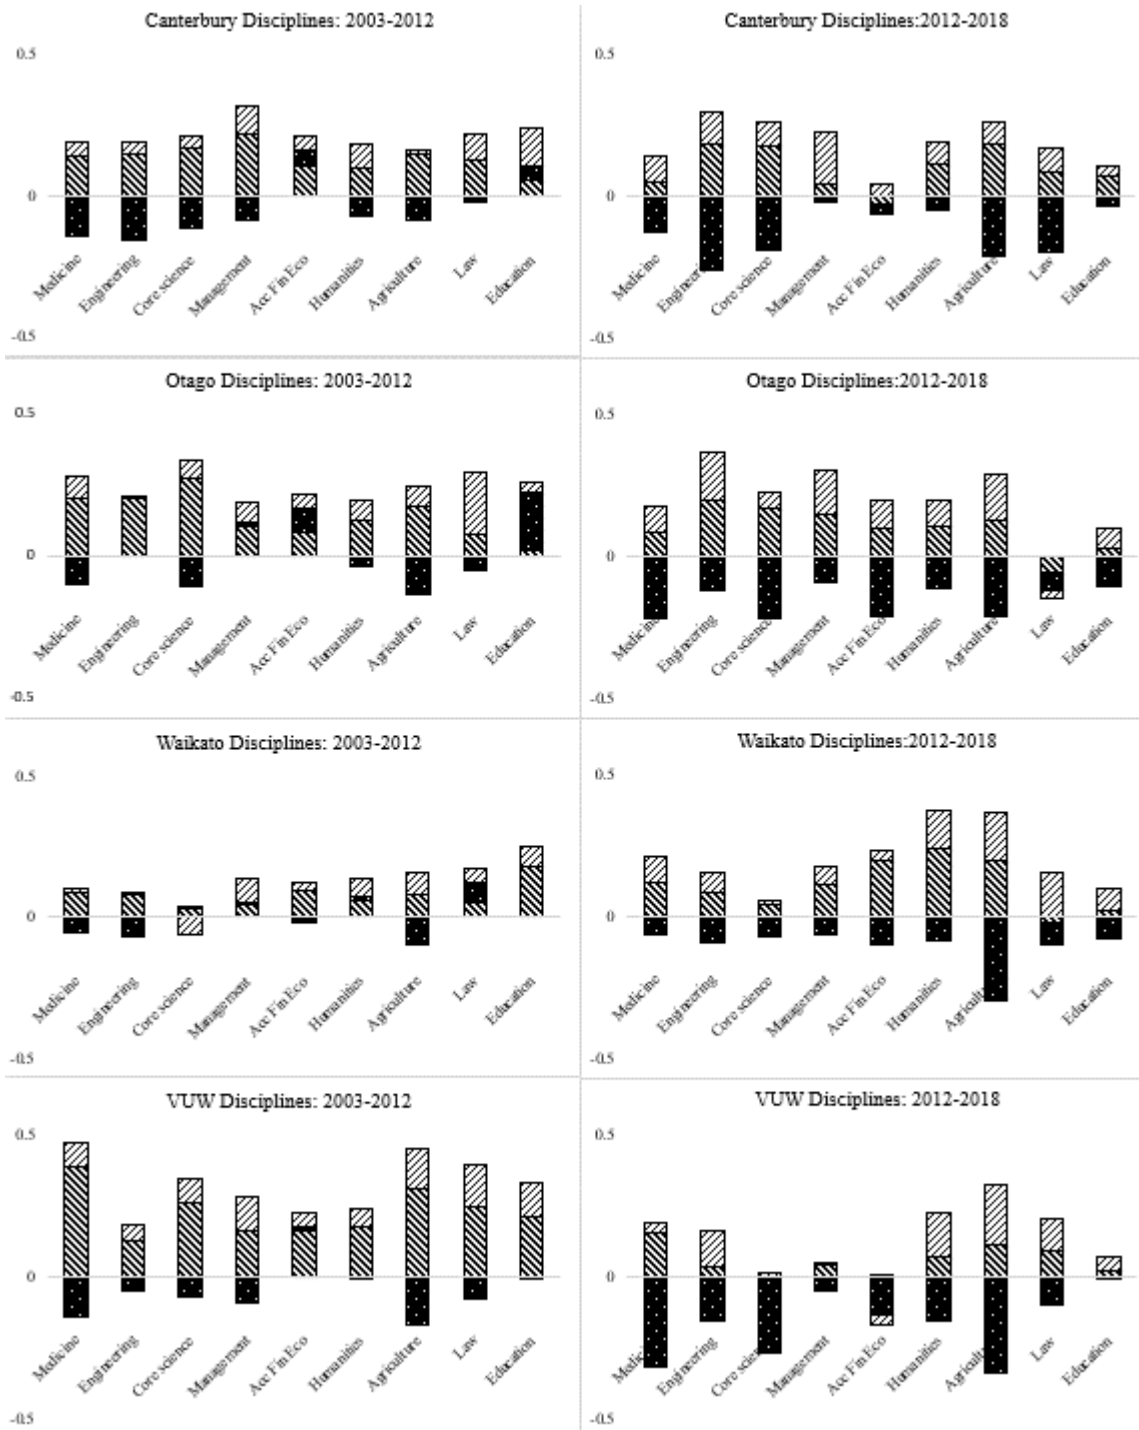 Canterbury Disciplines: 2003-2012
0.5
0
-0.5
Medicine
Engineering
Core science
Management
Acc Fin Eco
Humanities
Agriculture
Law
Education
Canterbury Disciplines:2012-2018
0.5
0
-0.5
Medicine
Engineering
Core science
Management
Acc Fin Eco
Humanities
Agriculture
Law
Education
Otago Disciplines: 2003-2012
0.5
0
-0.5
Medicine
Engineering
Core science
Management
Acc Fin Eco
Humanities
Agriculture
Law
Education
Otago Disciplines:2012-2018
0.5
0
-0.5
Medicine
Engineering
Core science
Management
Acc Fin Eco
Humanities
Agriculture
Law
Education
Waikato Disciplines: 2003-2012
0.5
0
-0.5
Medicine
Engineering
Core science
Management
Acc Fin Eco
Humanities
Agriculture
Law
Education
Waikato Disciplines:2012-2018
0.5
0
-0.5
Medicine
Engineering
Core science
Management
Acc Fin Eco
Humanities
Agriculture
Law
Education
VUW Disciplines: 2003-2012
0.5
0
-0.5
Medicine
Engineering
Core science
Management
Acc Fin Eco
Humanities
Agriculture
Law
Education
VUW Disciplines: 2012-2018
0.5
0
-0.5
Medicine
Engineering
Core science
Management
Acc Fin Eco
Humanities
Agriculture
Law
Education